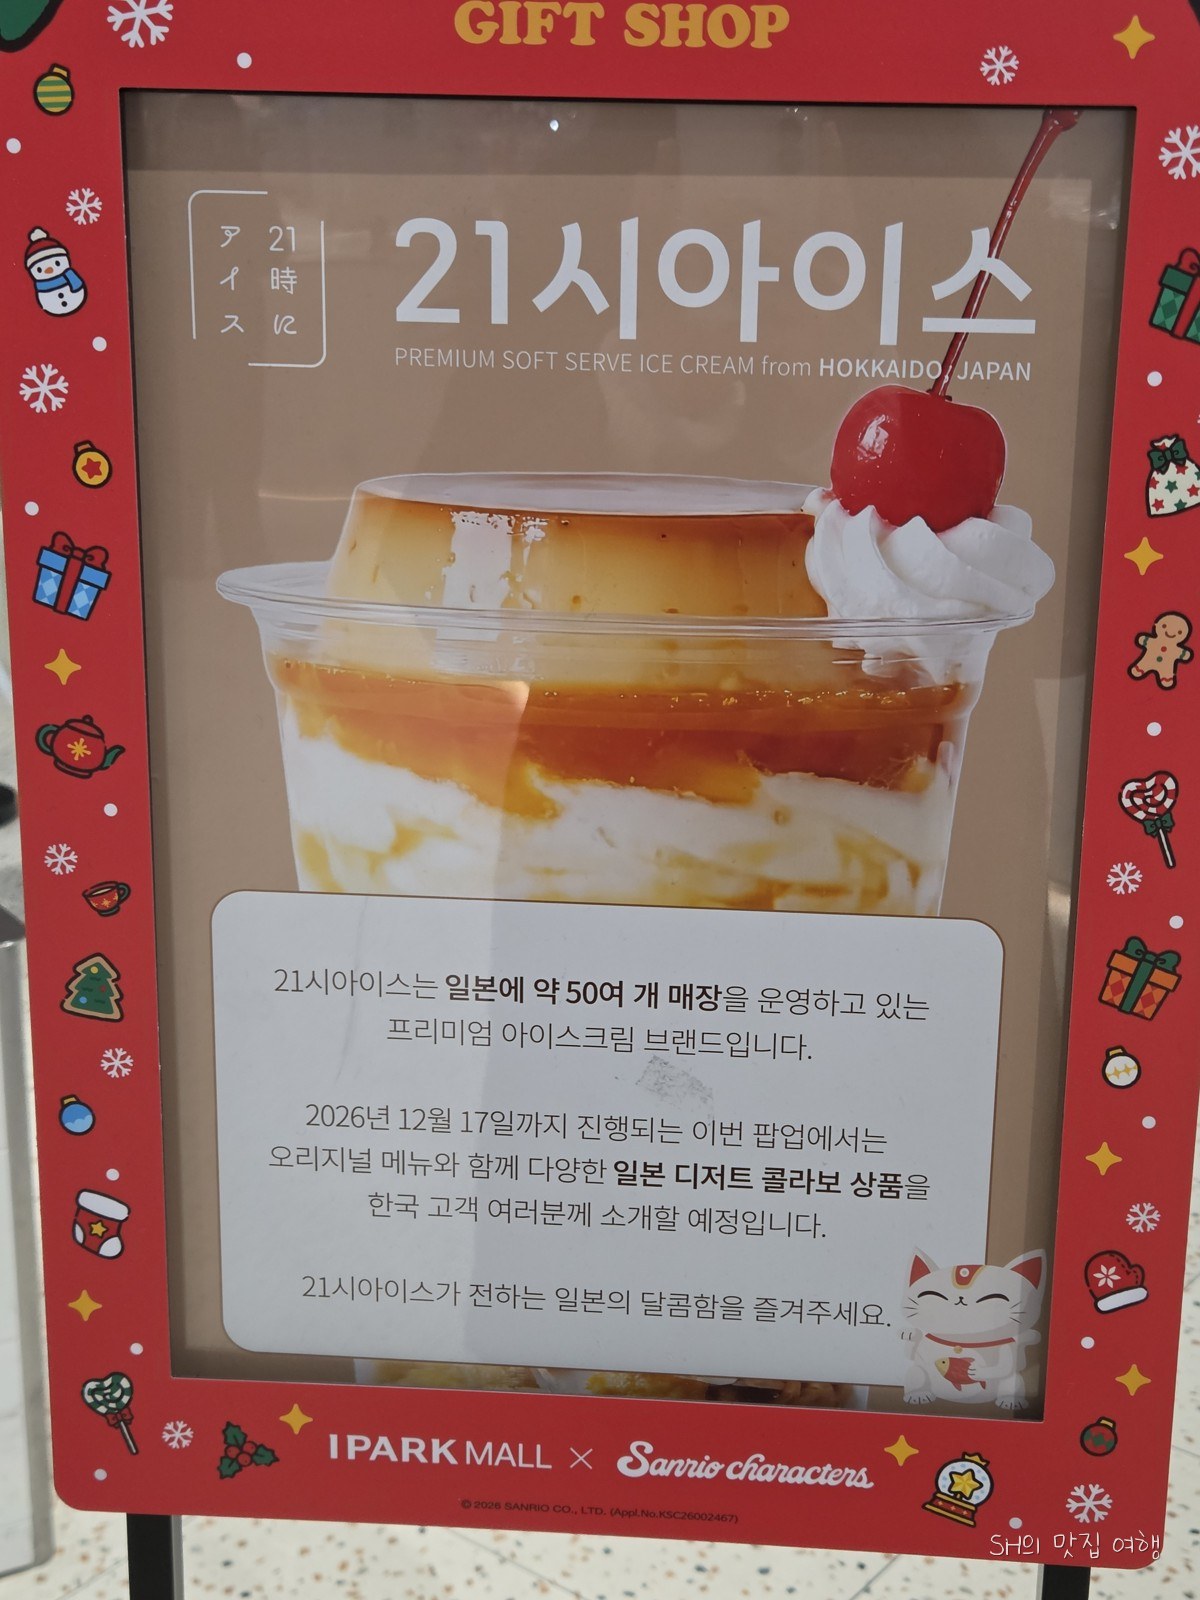 GIFT SHOP
21時に
アイス
21시아이스
PREMIUM SOFT SERVE ICE CREAM from HOKKAIDO, JAPAN
21시아이스는 일본에 약 50여 개 매장을 운영하고 있는
프리미엄 아이스크림 브랜드입니다.
2026년 12월 17일까지 진행되는 이번 팝업에서는
오리지널 메뉴와 함께 다양한 일본 디저트 콜라보 상품을
한국 고객 여러분께 소개할 예정입니다.
21시아이스가 전하는 일본의 달콤함을 즐겨주세요.
IPARK MALL × Sanrio characters
© 2026 SANRIO CO., LTD. (Appl.No.KSC26002467)
SH의 맛집 여행